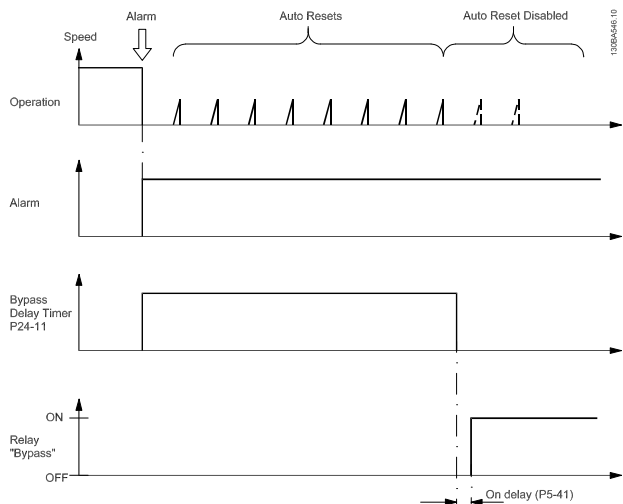 Alarm
Auto Resets
Auto Reset Disabled
130BA546.10
Speed
Operation
Alarm
Bypass
Delay Timer
P24-11
ON
Relay
"Bypass"
OFF
On delay (P5-41)